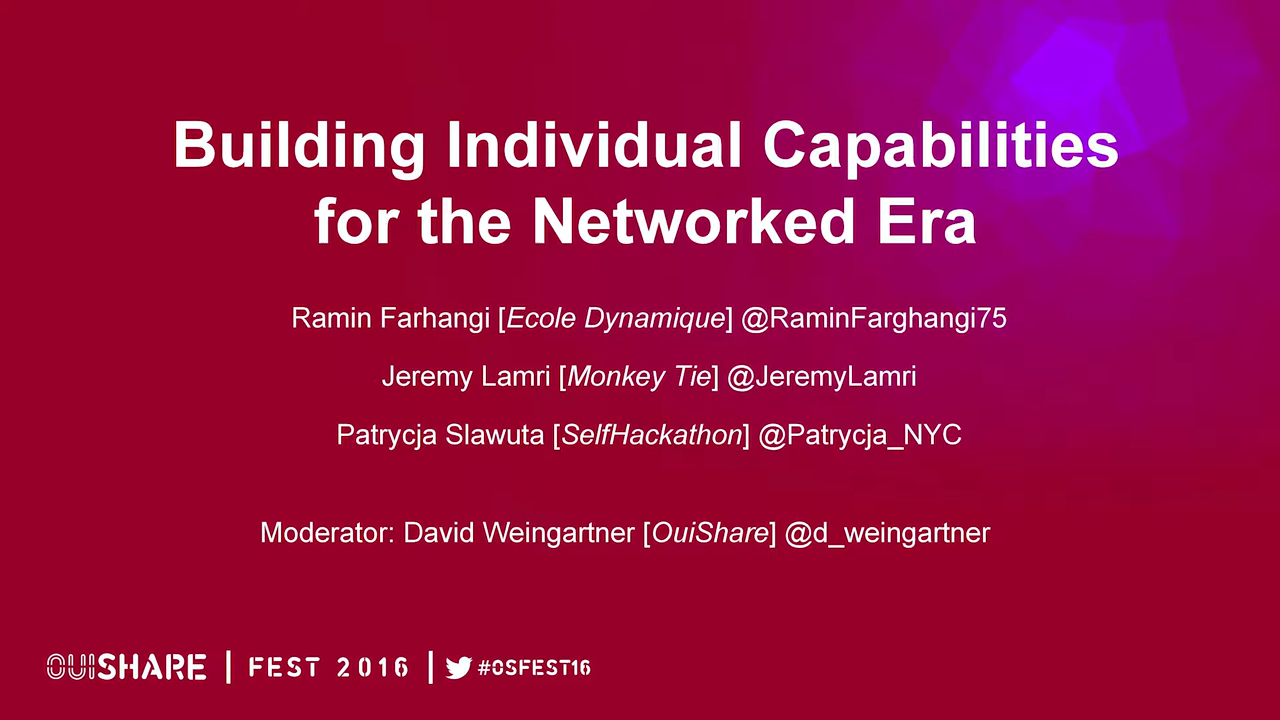 Building Individual Capabilities
for the Networked Era
Ramin Farhangi [Ecole Dynamique] @RaminFarghangi75
Jeremy Lamri [Monkey Tie] @JeremyLamri
Patrycja Slawuta [SelfHackathon] @Patrycja_NYC
Moderator: David Weingartner [OuiShare] @d_weingartner
OUISHARE | FEST 2016 | #OSFEST16